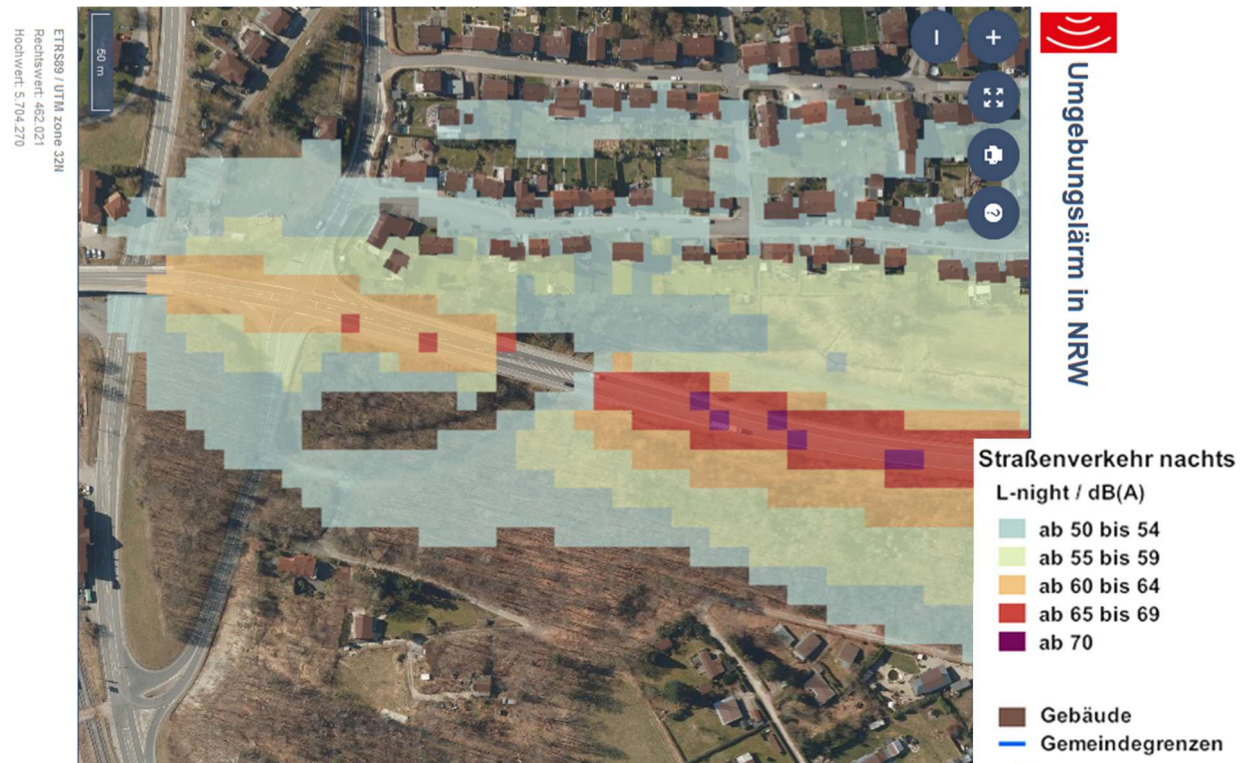 Umgebungslärm in NRW
50 m
ETRS89 / UTM zone 32N
Rechtswert: 462.021
Hochwert: 5.704.270
Straßenverkehr nachts
L-night / dB(A)
ab 50 bis 54
ab 55 bis 59
ab 60 bis 64
ab 65 bis 69
ab 70
Gebäude
Gemeindegrenzen